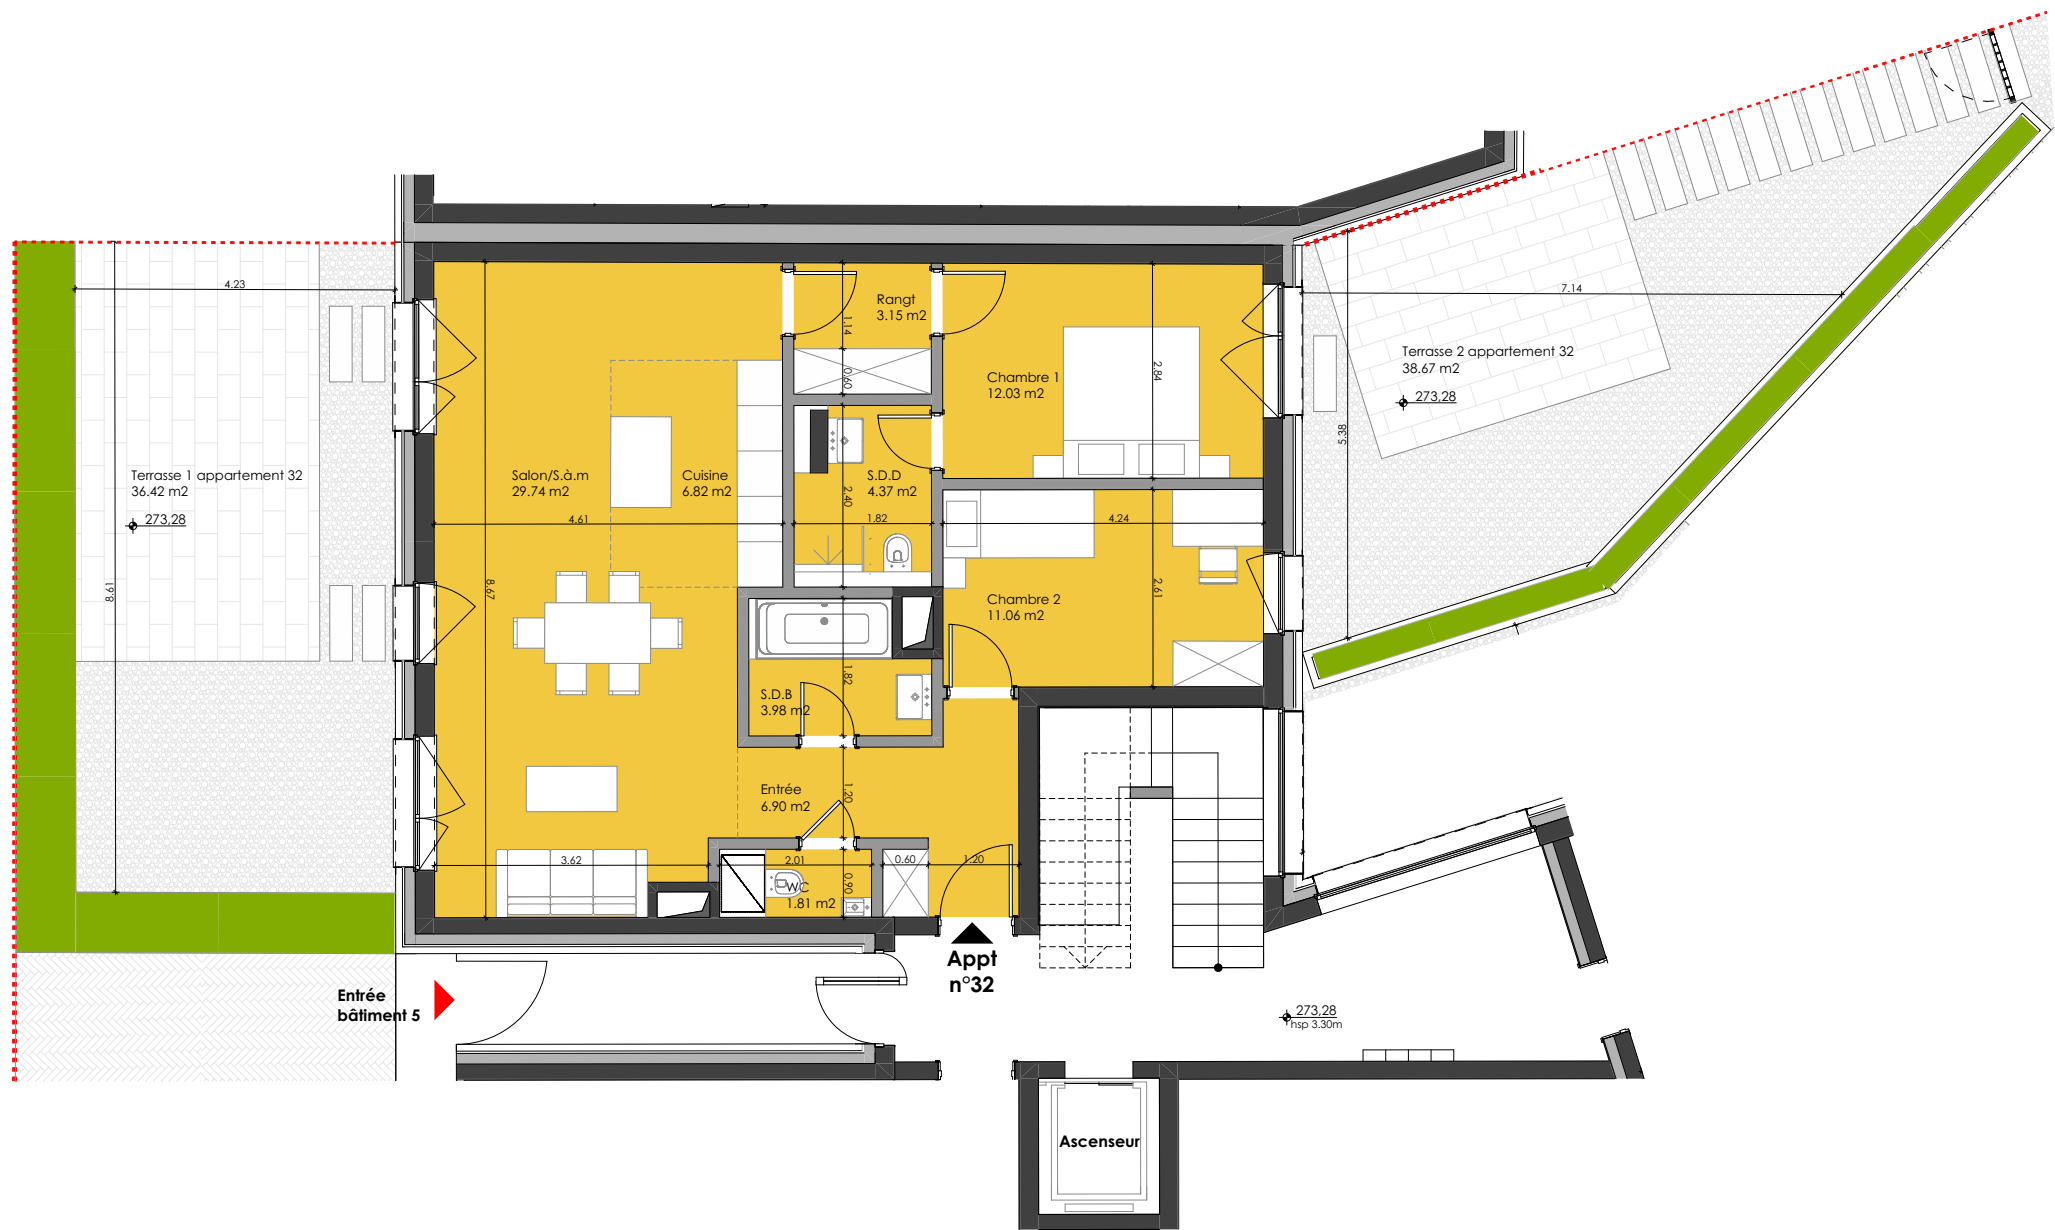 4.23
8.61
Terrasse 1 appartement 32
36.42 m2
273,28
Salon/S.à.m
29.74 m2
Cuisine
6.82 m2
4.61
8.67
3.62
Rangt
3.15 m2
1.14
0.60
S.D.D
4.37 m2
2.40
1.82
Chambre 1
12.03 m2
2.84
4.24
Chambre 2
11.06 m2
2.61
S.D.B
3.98 m2
1.82
Entrée
6.90 m2
1.20
2.01
0.60
1.20
WC
1.81 m2
0.90
7.14
5.38
Terrasse 2 appartement 32
38.67 m2
273,28
Appt
n°32
Entrée
bâtiment 5
273,28
hsp 3.30m
Ascenseur